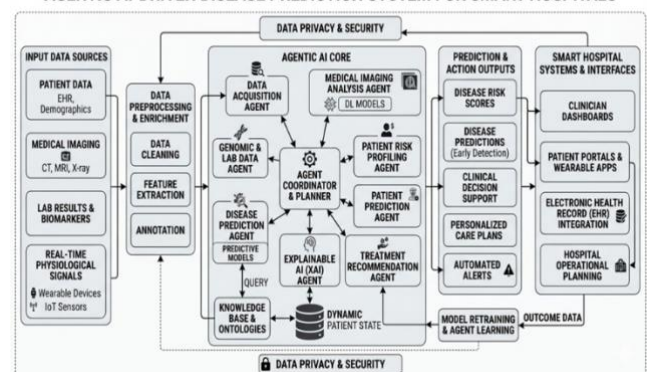 DATA PRIVACY & SECURITY
INPUT DATA SOURCES
PATIENT DATA
EHR,
Demographics
MEDICAL IMAGING
CT, MRI, X-ray
LAB RESULTS &
BIOMARKERS
REAL-TIME
PHYSIOLOGICAL
SIGNALS
Wearable Devices
IoT Sensors
DATA
PREPROCESSING
& ENRICHMENT
DATA
CLEANING
FEATURE
EXTRACTION
ANNOTATION
AGENTIC AI CORE
DATA
ACQUISITION
AGENT
MEDICAL IMAGING
ANALYSIS AGENT
DL MODELS
GENOMIC &
LAB DATA AGENT
AGENT
COORDINATOR
& PLANNER
PATIENT RISK
PROFILING
AGENT
DISEASE
PREDICTION
AGENT
PREDICTIVE
MODELS
PATIENT
PREDICTION
AGENT
EXPLAINABLE
AI (XAI)
AGENT
TREATMENT
RECOMMENDATION
AGENT
QUERY
KNOWLEDGE
BASE &
ONTOLOGIES
DYNAMIC
PATIENT STATE
PREDICTION &
ACTION OUTPUTS
DISEASE RISK
SCORES
DISEASE
PREDICTIONS
(Early Detection)
CLINICAL
DECISION
SUPPORT
PERSONALIZED
CARE PLANS
AUTOMATED
ALERTS
SMART HOSPITAL
SYSTEMS & INTERFACES
CLINICIAN
DASHBOARDS
PATIENT PORTALS &
WEARABLE APPS
ELECTRONIC HEALTH
RECORD (EHR)
INTEGRATION
HOSPITAL
OPERATIONAL
PLANNING
MODEL RETRAINING
& AGENT LEARNING
OUTCOME DATA
DATA PRIVACY & SECURITY